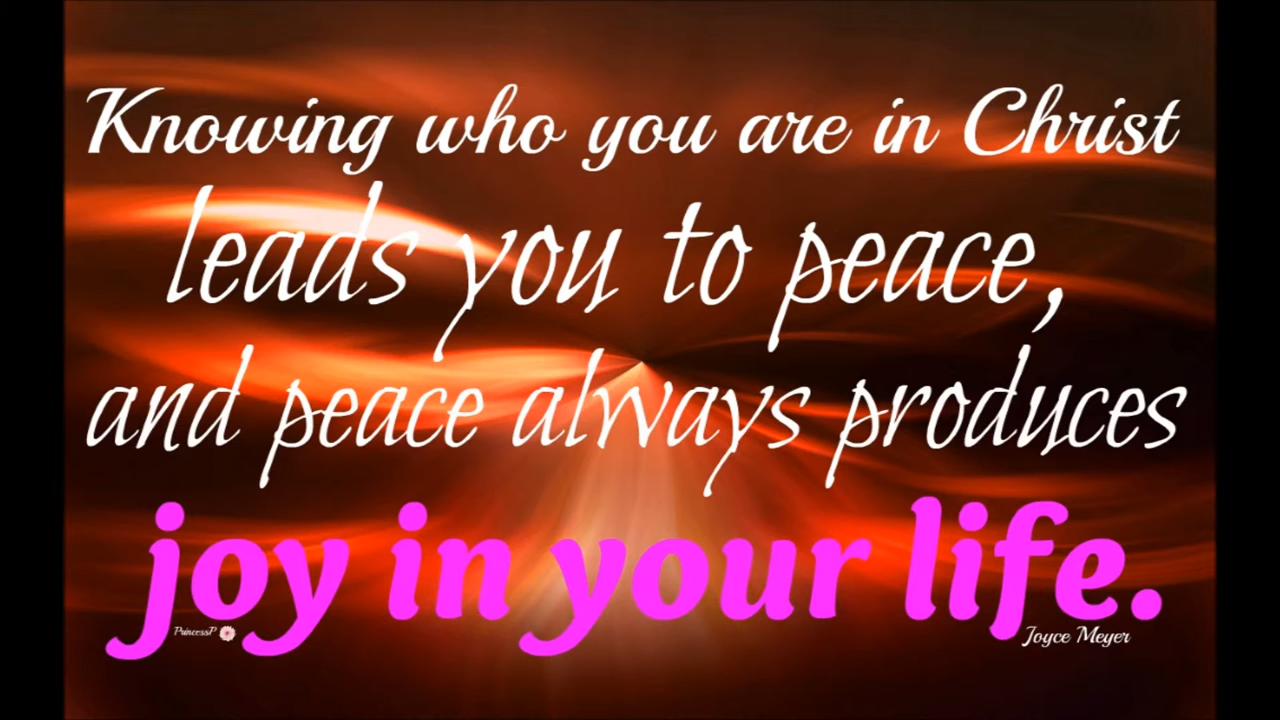 Knowing who you are in Christ
leads you to peace,
and peace always produces
joy in your life.
PrincessP
Joyce Meyer